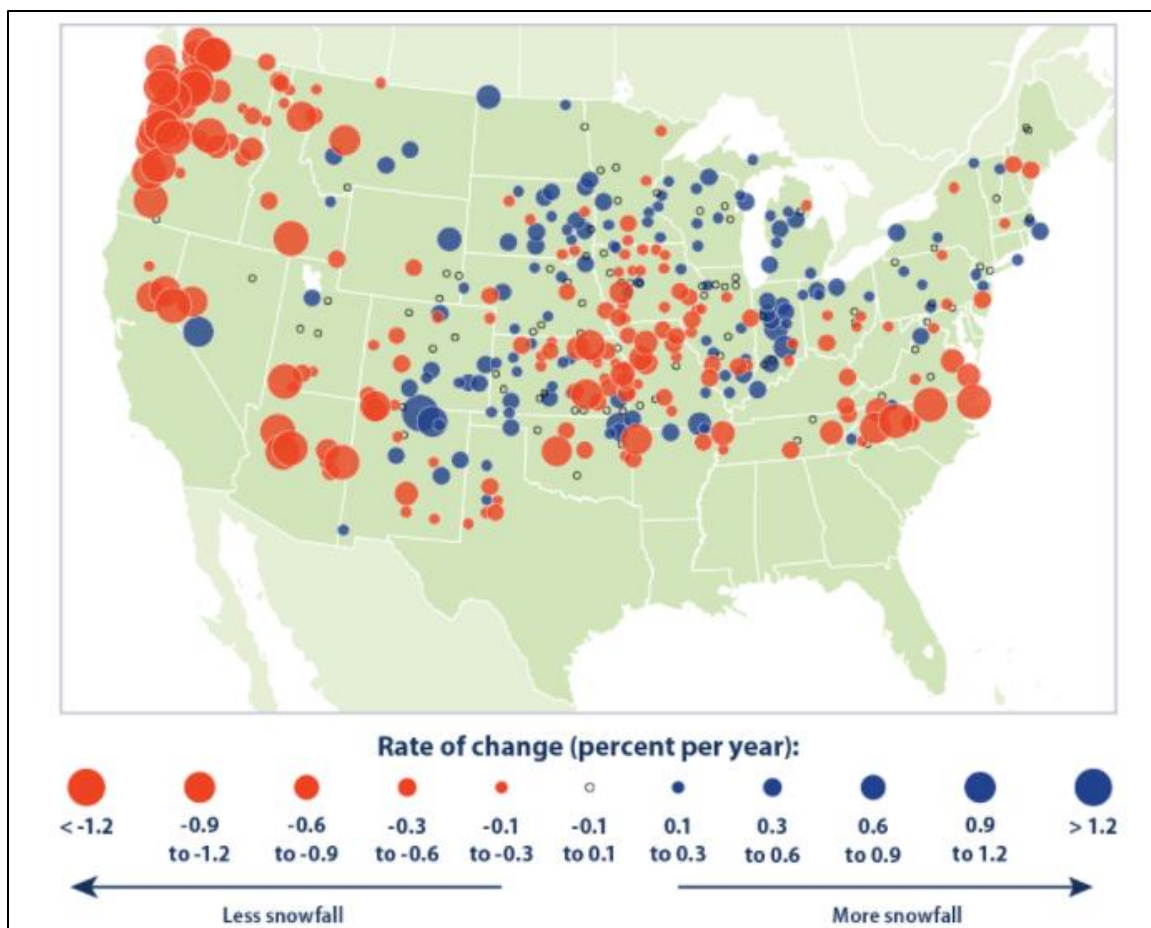 Rate of change (percent per year):
< -1.2 -0.9 -0.6 -0.3 -0.1 -0.1 0.1 0.3 0.6 0.9 > 1.2
to -1.2 to -0.9 to -0.6 to -0.3 to 0.1 to 0.3 to 0.6 to 0.9 to 1.2
Less snowfall More snowfall